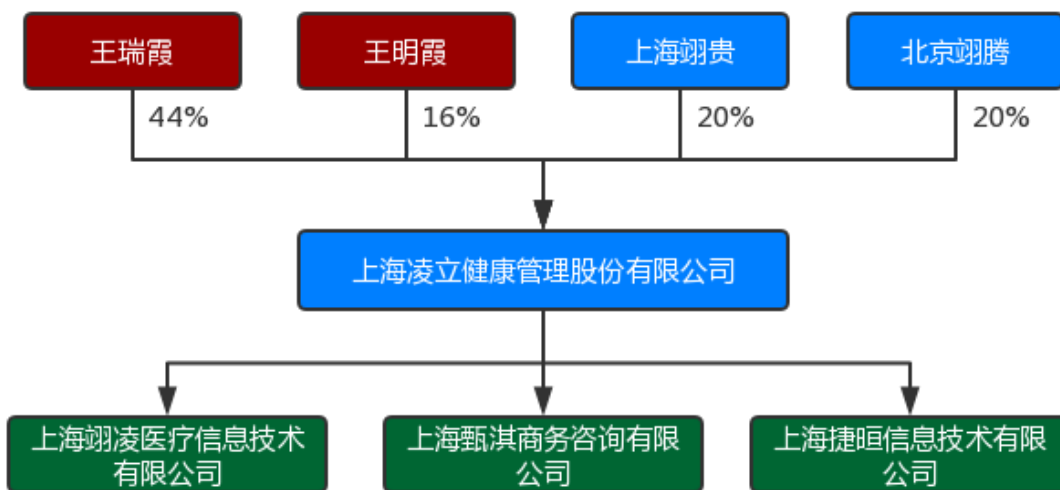 王瑞霞
王明霞
上海翊贵
北京翊腾
44%
16%
20%
20%
上海凌立健康管理股份有限公司
上海翊凌医疗信息技术
有限公司
上海甄淇商务咨询有限
公司
上海捷晅信息技术有限
公司